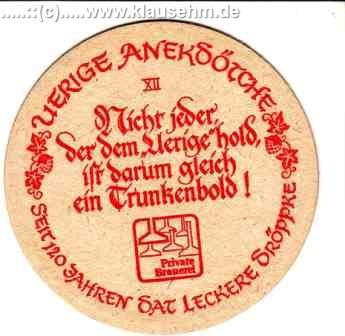 .....::(c)..... www.klausehm.de
UERIGE ANEKDÖTCHE
XII
Nicht jeder,
der dem Uerige hold,
ist darum gleich
ein Trunkenbold!
Private
Brauerei
SEIT 120 JAHREN DAT LECKERE DRÖPPKE